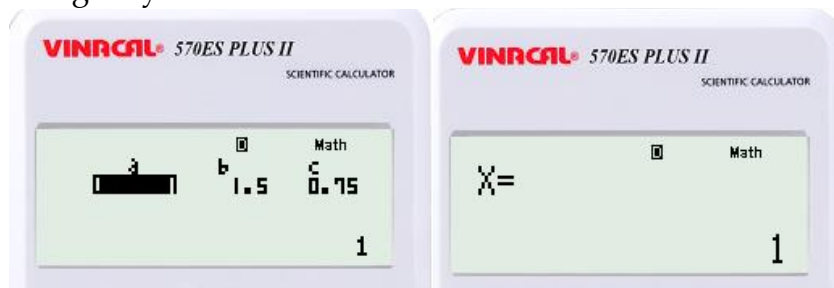 VINACAL® 570ES PLUS II
SCIENTIFIC CALCULATOR
D Math
a b c
1.5 0.75
1
VINACAL® 570ES PLUS II
SCIENTIFIC CALCULATOR
D Math
X=
1